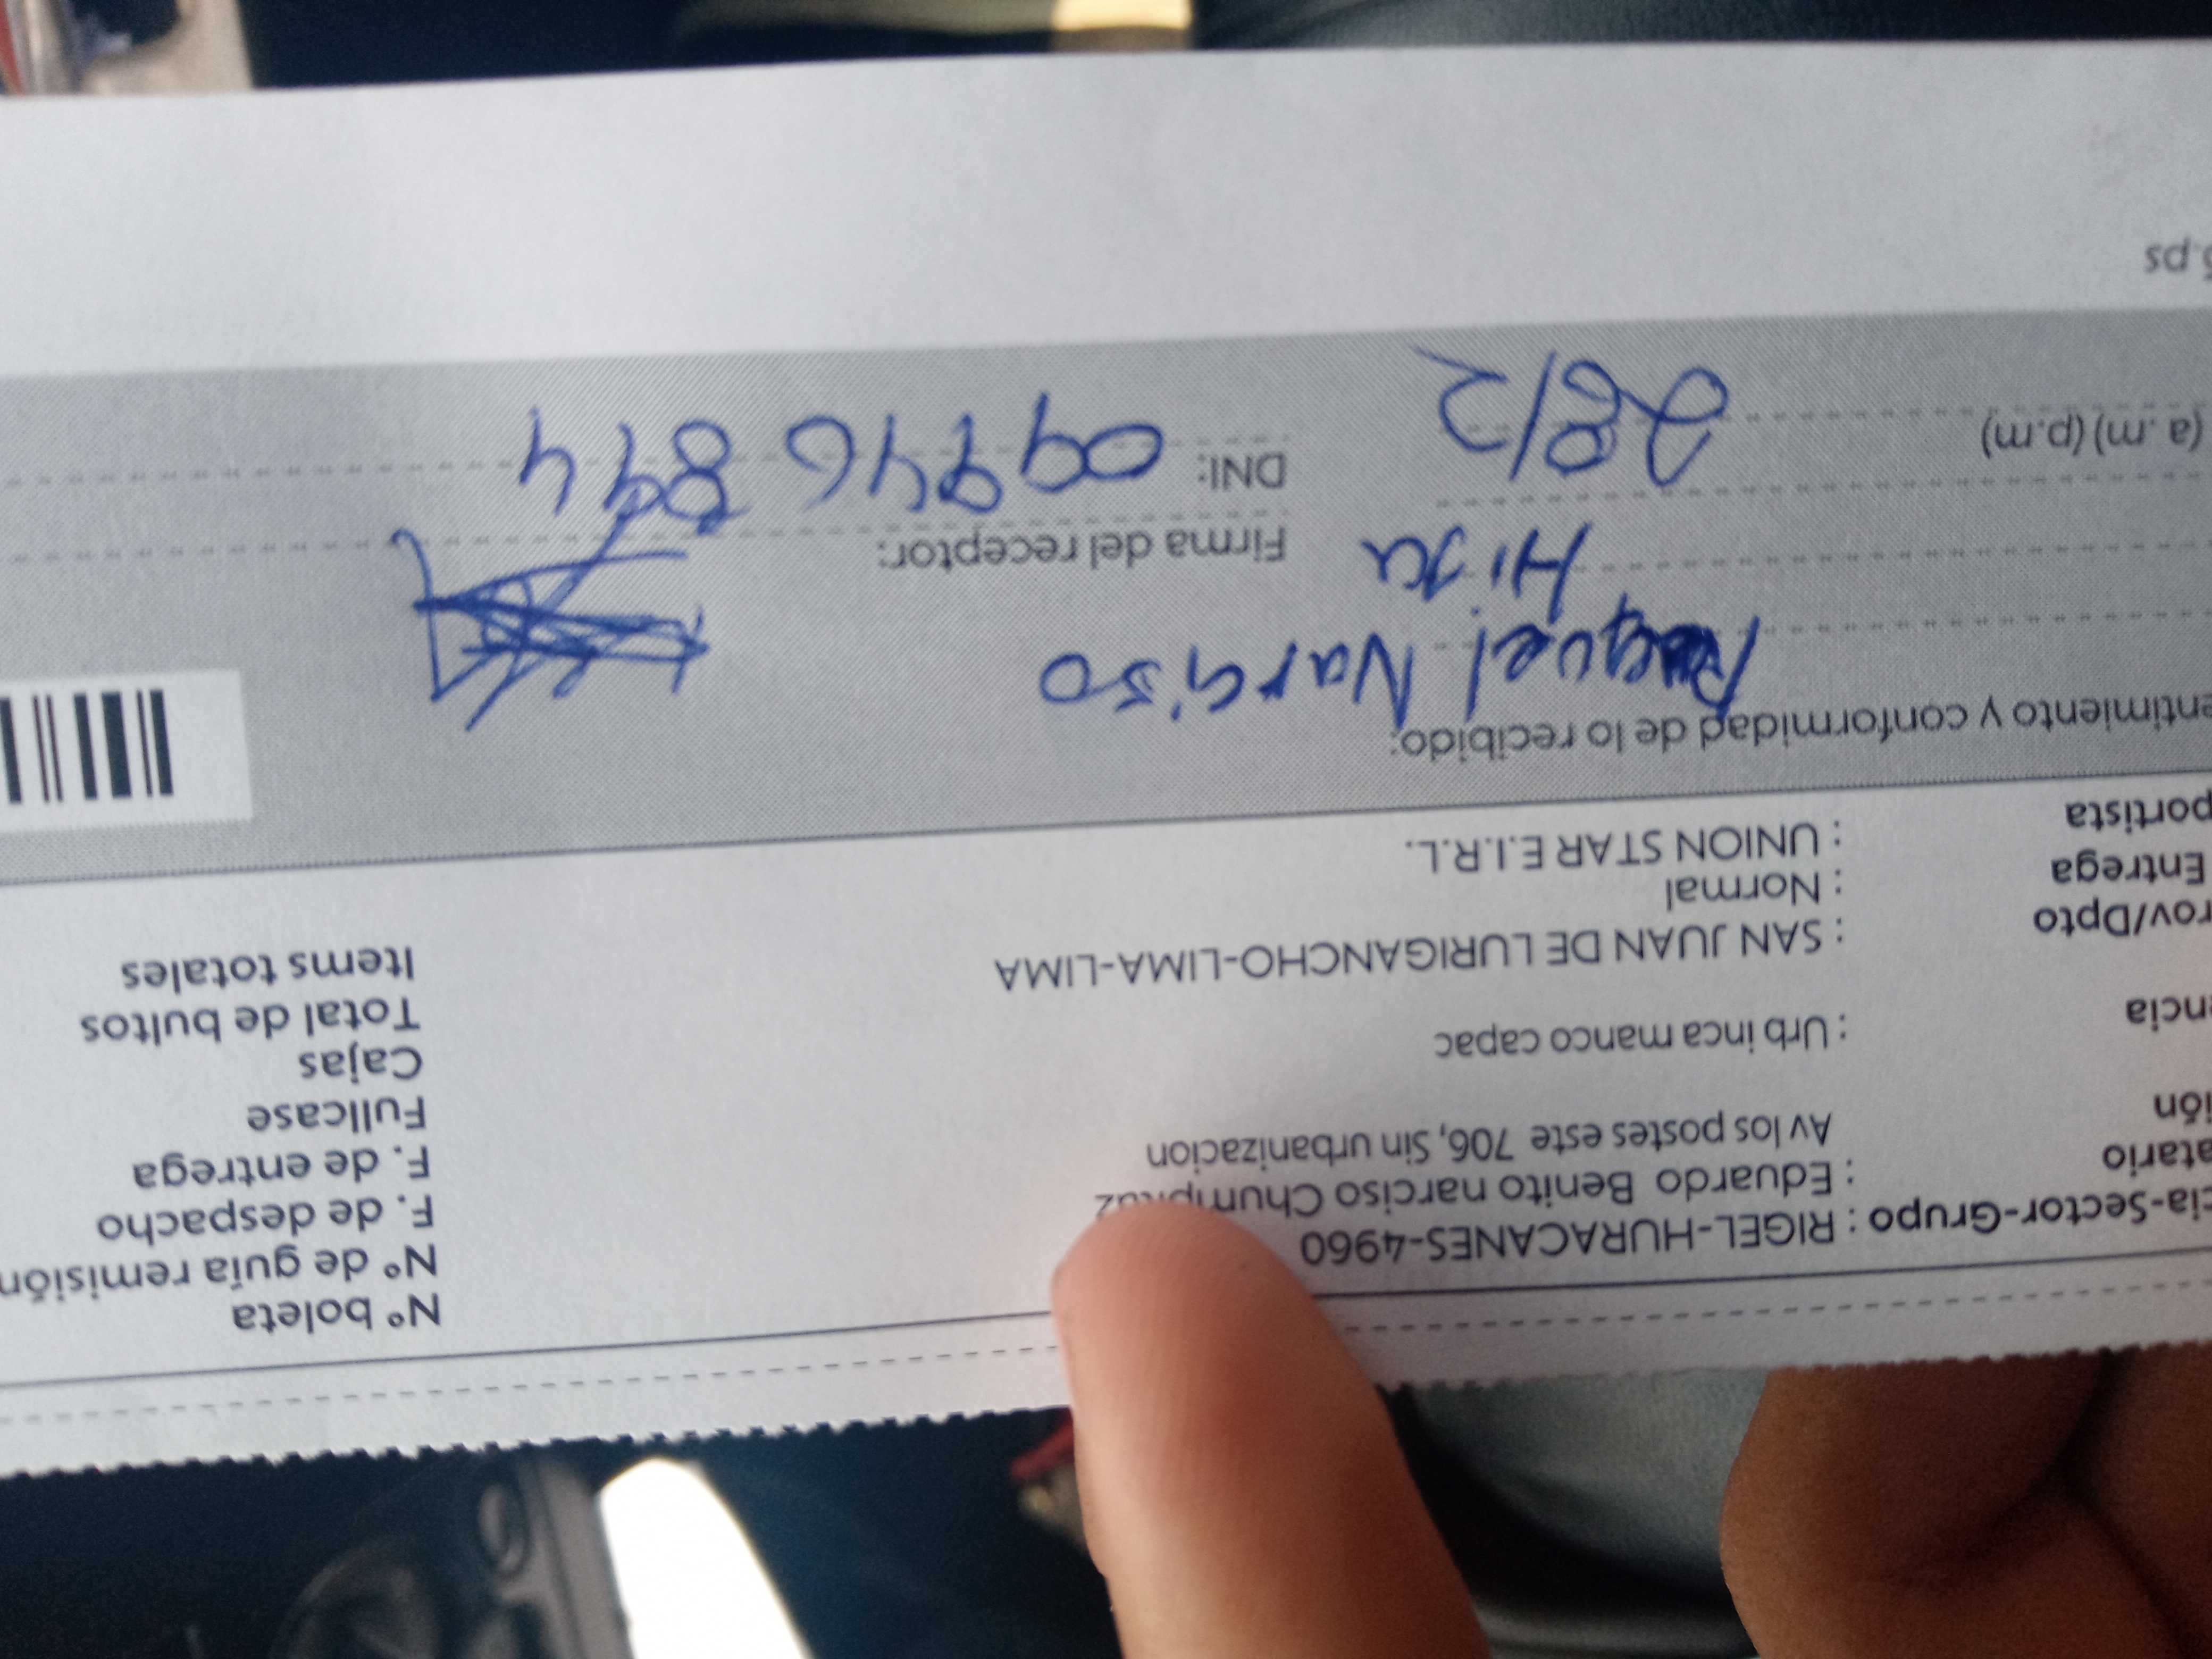 Nº boleta
cia-Sector-Grupo : RIGEL-HURACANES-4960
Nº de guía remisión
atario : Eduardo Benito narciso
F. de despacho
ión Av los postes este 706, Sin urbanizacion
F. de entrega
Fullcase
ncia : Urb inca manco capac
Cajas
Total de bultos
rov/Dpto : SAN JUAN DE LURIGANCHO-LIMA-LIMA
Items totales
Entrega : Normal
portista : UNION STAR E.I.R.L.
entimiento y conformidad de lo recibido:
Raquel Narciso
Hija
Firma del receptor:
(a.m) (p.m) 28/2
DNI:
ps